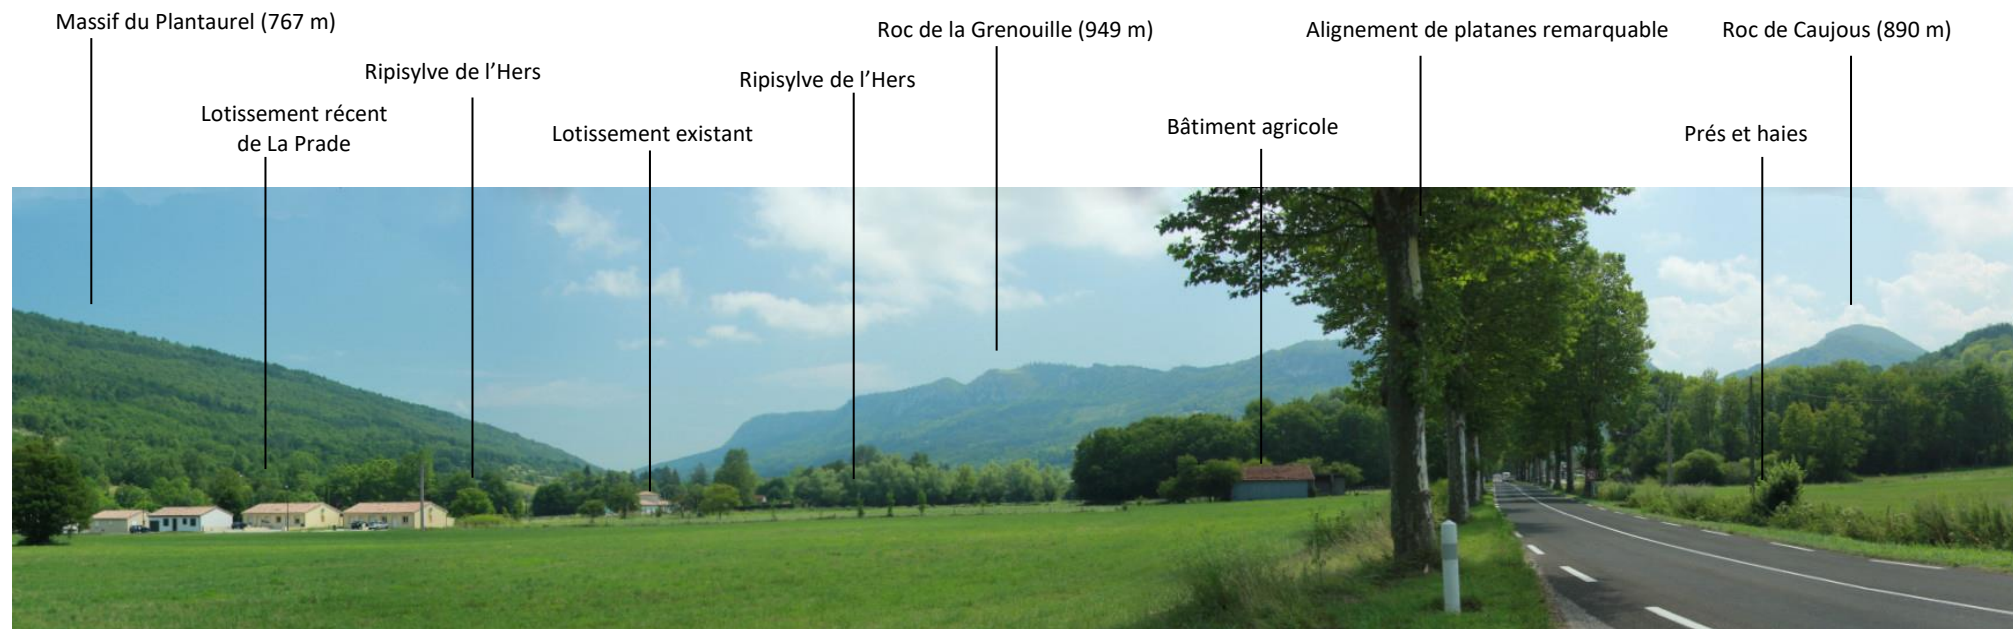 Massif du Plantaurel (767 m)
Lotissement récent
de La Prade
Ripisylve de l’Hers
Lotissement existant
Ripisylve de l’Hers
Roc de la Grenouille (949 m)
Bâtiment agricole
Alignement de platanes remarquable
Prés et haies
Roc de Caujous (890 m)